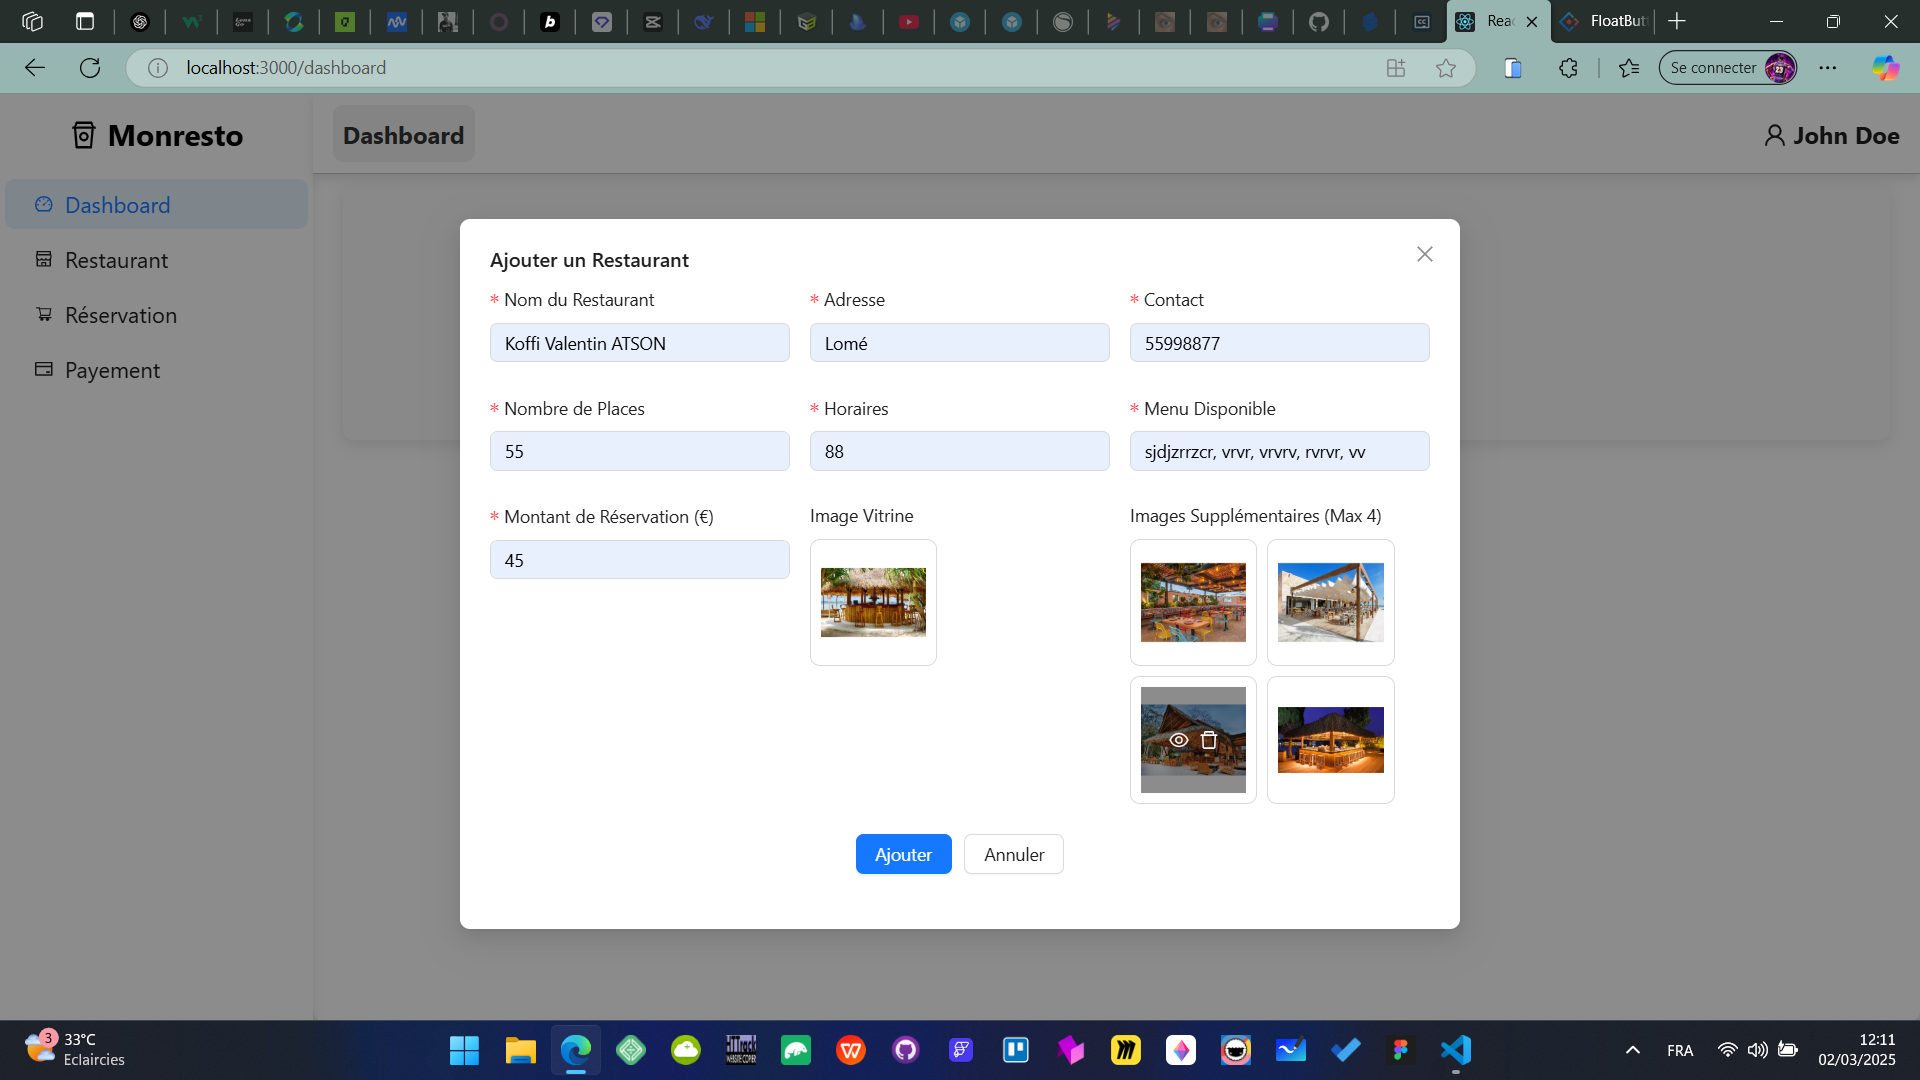 Reac
FloatBut
localhost:3000/dashboard
Se connecter
Monresto
Dashboard
John Doe
Dashboard
Restaurant
Réservation
Payement
Ajouter un Restaurant
* Nom du Restaurant
* Adresse
* Contact
Koffi Valentin ATSON
Lomé
55998877
* Nombre de Places
* Horaires
* Menu Disponible
55
88
sjdjzrrzcr, vrvr, vrvrv, rvrvr, vv
* Montant de Réservation (€)
Image Vitrine
Images Supplémentaires (Max 4)
45
Ajouter
Annuler
3
33°C
Eclaircies
FRA
12:11
02/03/2025